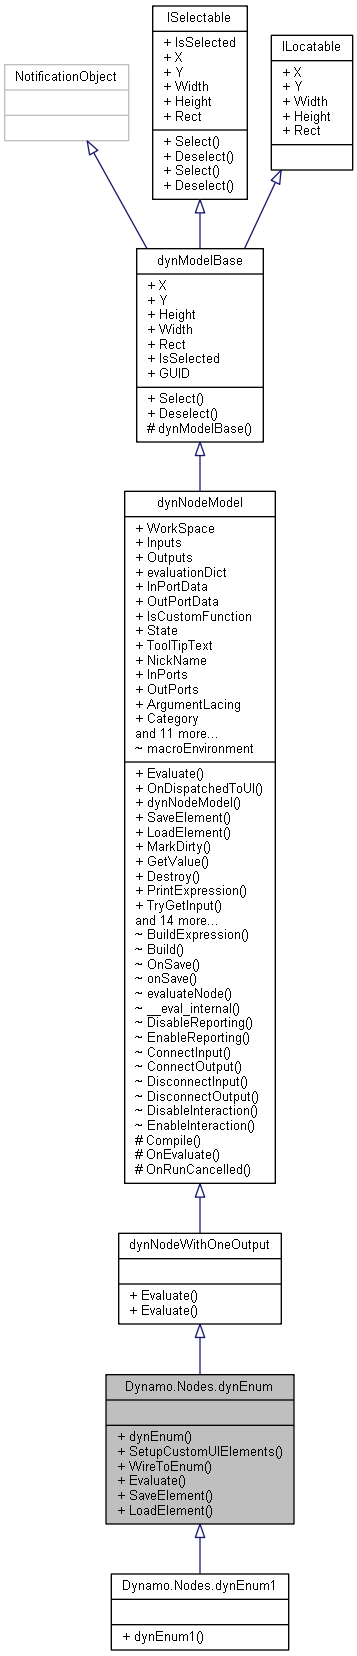 ISelectable
+ IsSelected
+ X
+ Y
+ Width
+ Height
+ Rect
+ Select()
+ Deselect()
+ Select()
+ Deselect()
ILocatable
+ X
+ Y
+ Width
+ Height
+ Rect
NotificationObject
dynModelBase
+ X
+ Y
+ Height
+ Width
+ Rect
+ IsSelected
+ GUID
+ Select()
+ Deselect()
# dynModelBase()
dynNodeModel
+ WorkSpace
+ Inputs
+ Outputs
+ evaluationDict
+ InPortData
+ OutPortData
+ IsCustomFunction
+ State
+ ToolTipText
+ NickName
+ InPorts
+ OutPorts
+ ArgumentLacing
+ Category
and 11 more...
~ macroEnvironment
+ Evaluate()
+ OnDispatchedToUI()
+ dynNodeModel()
+ SaveElement()
+ LoadElement()
+ MarkDirty()
+ GetValue()
+ Destroy()
+ PrintExpression()
+ TryGetInput()
and 14 more...
~ BuildExpression()
~ Build()
~ OnSave()
~ onSave()
~ evaluateNode()
~ __eval_internal()
~ DisableReporting()
~ EnableReporting()
~ ConnectInput()
~ ConnectOutput()
~ DisconnectInput()
~ DisconnectOutput()
~ DisableInteraction()
~ EnableInteraction()
# Compile()
# OnEvaluate()
# OnRunCancelled()
dynNodeWithOneOutput
+ Evaluate()
+ Evaluate()
Dynamo.Nodes.dynEnum
+ dynEnum()
+ SetupCustomUIElements()
+ WireToEnum()
+ Evaluate()
+ SaveElement()
+ LoadElement()
Dynamo.Nodes.dynEnum1
+ dynEnum1()